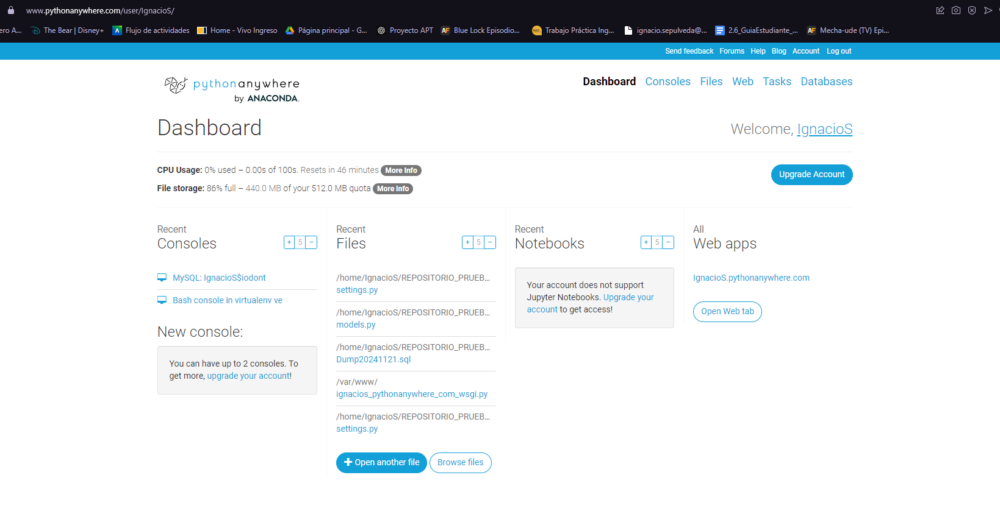 www.pythonanywhere.com/user/IgnacioS/
ero A...
The Bear | Disney+
Flujo de actividades
Home - Vivo Ingreso
Página principal - G...
Proyecto APT
Blue Lock Episodio...
Trabajo Práctica Ing...
ignacio.sepulveda@...
2.6_GuiaEstudiante_...
Mecha-ude (TV) Epi...
Send feedback Forums Help Blog Account Log out
pythonanywhere
by ANACONDA.
Dashboard Consoles Files Web Tasks Databases
Dashboard
Welcome, IgnacioS
CPU Usage: 0% used – 0.00s of 100s. Resets in 46 minutes More Info
File storage: 86% full – 440.0 MB of your 512.0 MB quota More Info
Upgrade Account
Recent
Consoles
+ 5 −
MySQL: IgnacioS$iodont
Bash console in virtualenv ve
New console:
You can have up to 2 consoles. To
get more, upgrade your account!
Recent
Files
+ 5 −
/home/IgnacioS/REPOSITORIO_PRUEB...
settings.py
/home/IgnacioS/REPOSITORIO_PRUEB...
models.py
/home/IgnacioS/REPOSITORIO_PRUEB...
Dump20241121.sql
/var/www/
ignacios_pythonanywhere_com_wsgi.py
/home/IgnacioS/REPOSITORIO_PRUEB...
settings.py
+ Open another file
Browse files
Recent
Notebooks
+ 5 −
Your account does not support
Jupyter Notebooks. Upgrade your
account to get access!
All
Web apps
IgnacioS.pythonanywhere.com
Open Web tab